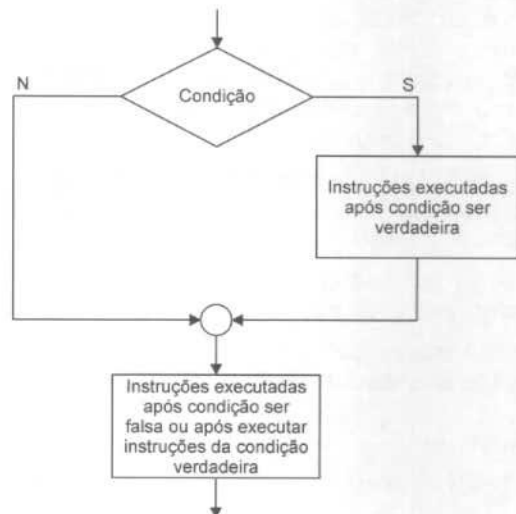 N
Condição
S
Instruções executadas
após condição ser
verdadeira
Instruções executadas
após condição ser
falsa ou após executar
instruções da condição
verdadeira